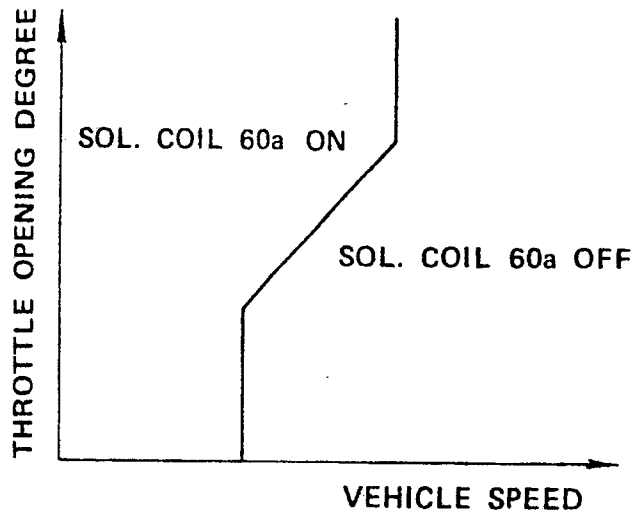 THROTTLE OPENING DEGREE
SOL. COIL 60a ON
SOL. COIL 60a OFF
VEHICLE SPEED